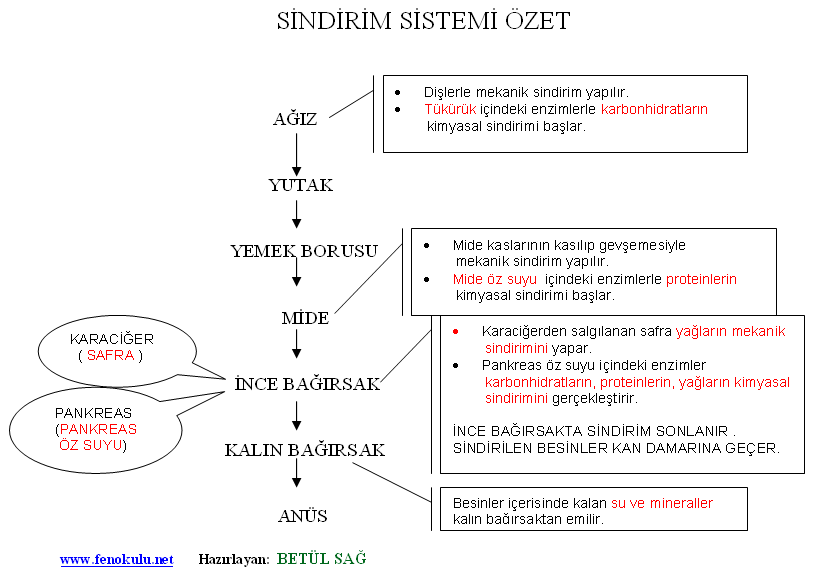 SİNDİRİM SİSTEMİ ÖZET
AĞIZ
• Dişlerle mekanik sindirim yapılır.
• Tükürük içindeki enzimlerle karbonhidratların
kimyasal sindirimi başlar.
YUTAK
YEMEK BORUSU
MİDE
• Mide kaslarının kasılıp gevşemesiyle
mekanik sindirim yapılır.
• Mide öz suyu içindeki enzimlerle proteinlerin
kimyasal sindirimi başlar.
KARACİĞER
( SAFRA )
İNCE BAĞIRSAK
PANKREAS
(PANKREAS
ÖZ SUYU)
• Karaciğerden salgılanan safra yağların mekanik
sindirimini yapar.
• Pankreas öz suyu içindeki enzimler
karbonhidratların, proteinlerin, yağların kimyasal
sindirimini gerçekleştirir.
İNCE BAĞIRSAKTA SİNDİRİM SONLANIR .
SİNDİRİLEN BESİNLER KAN DAMARINA GEÇER.
KALIN BAĞIRSAK
Besinler içerisinde kalan su ve mineraller
kalın bağırsaktan emilir.
ANÜS
www.fenokulu.net Hazırlayan: BETÜL SAĞ